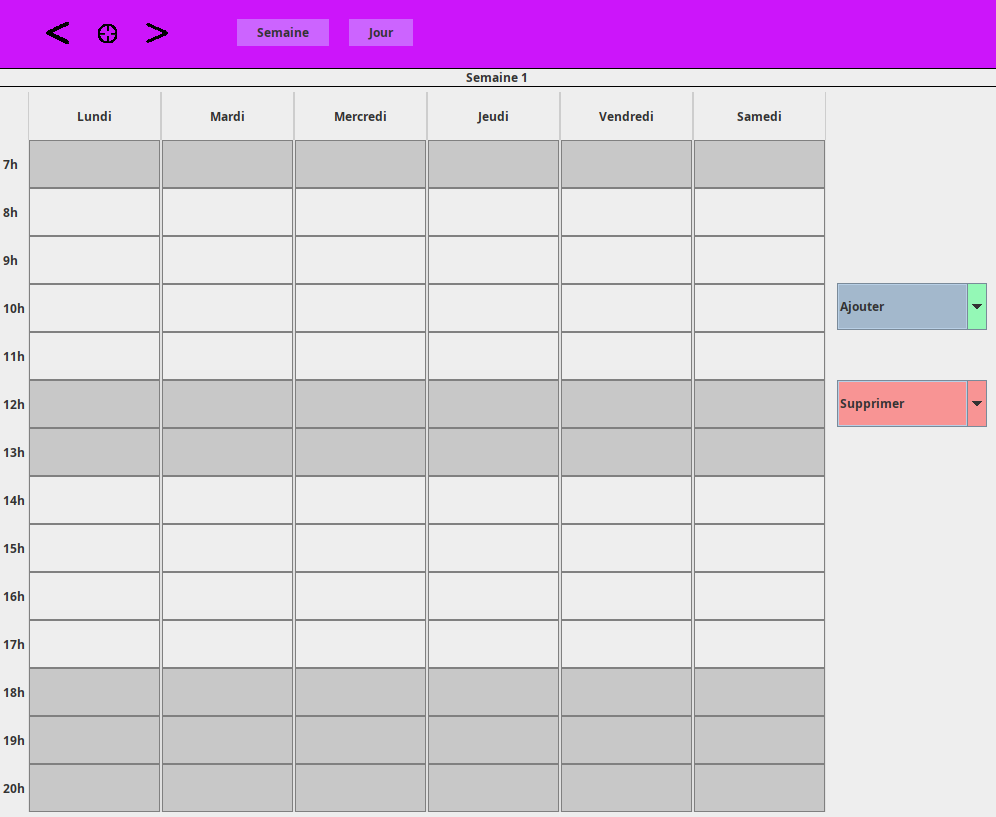 Semaine Jour
Semaine 1
Lundi Mardi Mercredi Jeudi Vendredi Samedi
7h
8h
9h
10h
Ajouter
11h
12h
Supprimer
13h
14h
15h
16h
17h
18h
19h
20h